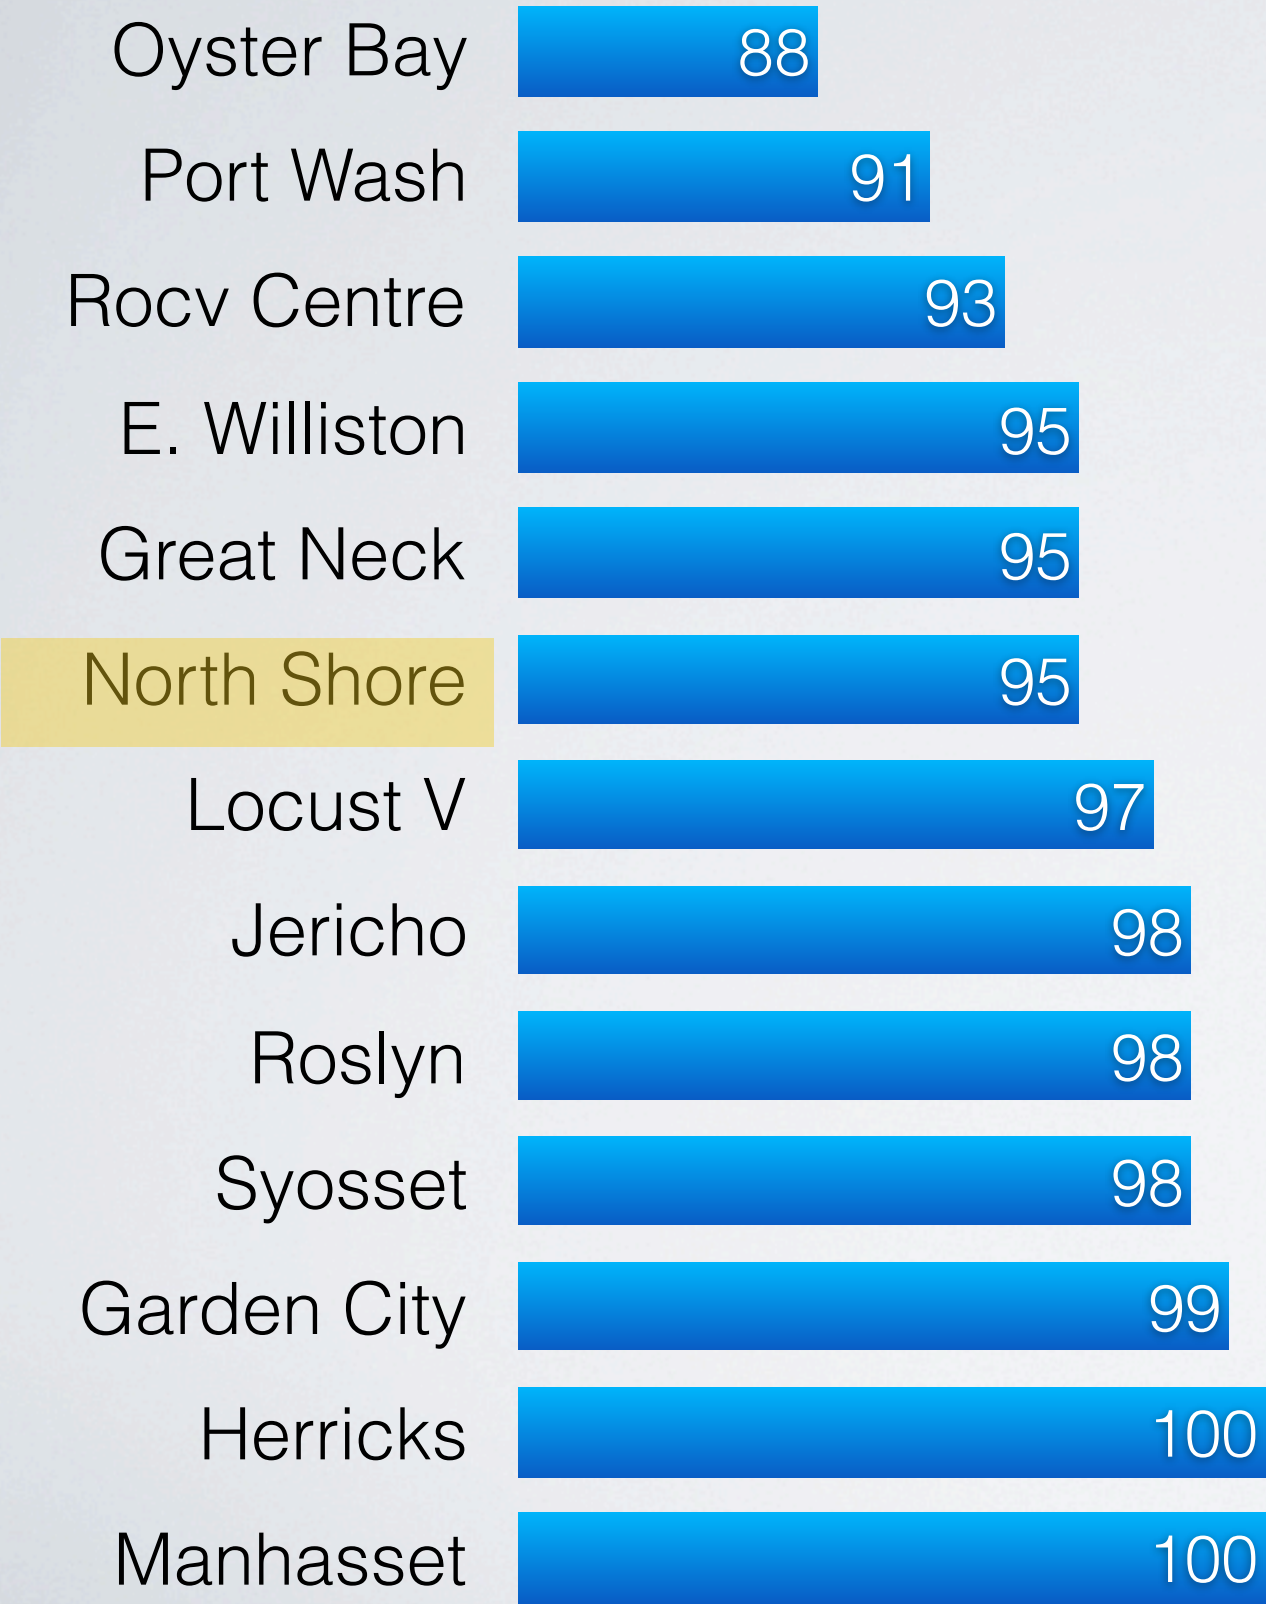 Oyster Bay 88
Port Wash 91
Rocv Centre 93
E. Williston 95
Great Neck 95
North Shore 95
Locust V 97
Jericho 98
Roslyn 98
Syosset 98
Garden City 99
Herricks 100
Manhasset 100